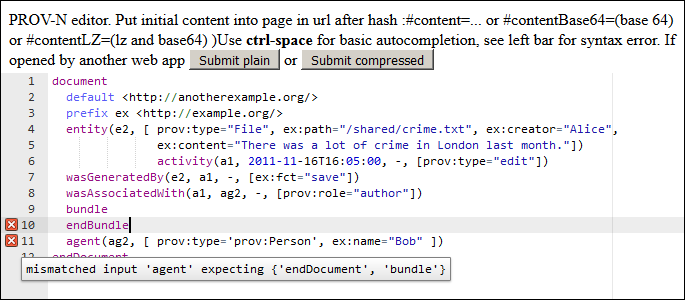 PROV-N editor. Put initial content into page in url after hash :#content=... or #contentBase64=(base 64)
or #contentLZ=(lz and base64) )Use ctrl-space for basic autocompletion, see left bar for syntax error. If
opened by another web app Submit plain or Submit compressed
1 document
2 default <http://anotherexample.org/>
3 prefix ex <http://example.org/>
4 entity(e2, [ prov:type="File", ex:path="/shared/crime.txt", ex:creator="Alice",
5 ex:content="There was a lot of crime in London last month."])
6 activity(a1, 2011-11-16T16:05:00, -, [prov:type="edit"])
7 wasGeneratedBy(e2, a1, -, [ex:fct="save"])
8 wasAssociatedWith(a1, ag2, -, [prov:role="author"])
9 bundle
10 endBundle
11 agent(ag2, [ prov:type='prov:Person', ex:name="Bob" ])
endDocument
mismatched input 'agent' expecting {'endDocument', 'bundle'}